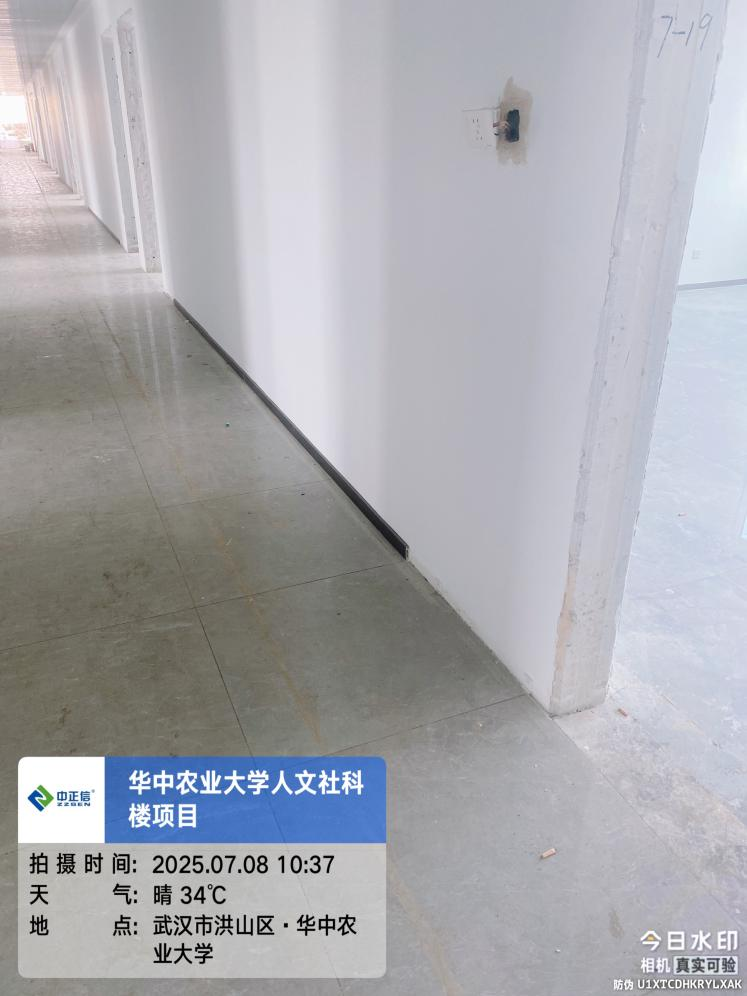 7-19
中正信
ZZSEN
华中农业大学人文社科
楼项目
拍摄时间: 2025.07.08 10:37
天气: 晴 34℃
地点: 武汉市洪山区·华中农
业大学
今日水印
相机 真实可验
防伪 U1XTCDHKRYLXAK